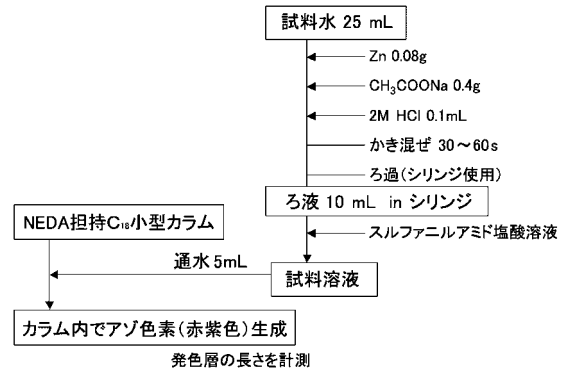 試料水 25 mL
Zn 0.08g
CH₃COONa 0.4g
2M HCl 0.1mL
かき混ぜ 30～60s
ろ過(シリンジ使用)
ろ液 10 mL in シリンジ
スルファニルアミド塩酸溶液
NEDA担持C₁₈小型カラム
通水 5mL
試料溶液
カラム内でアゾ色素(赤紫色)生成
発色層の長さを計測